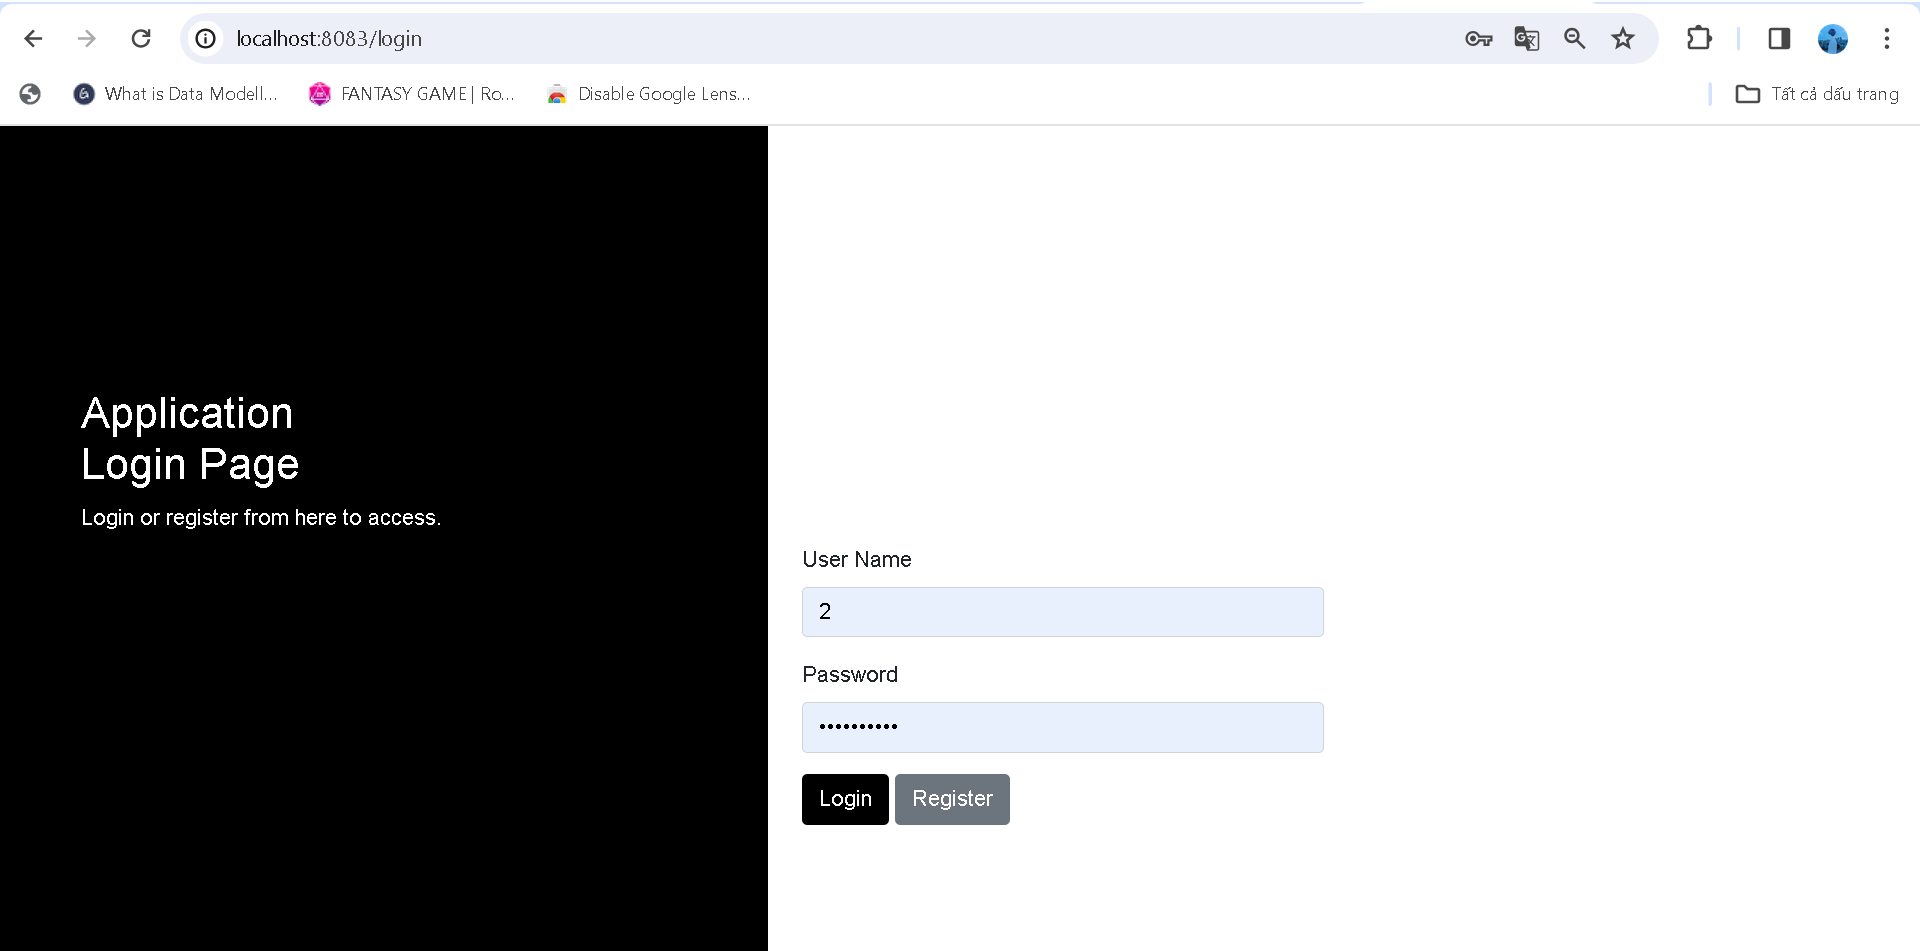 localhost:8083/login
What is Data Modell...
FANTASY GAME | Ro...
Disable Google Lens...
Tất cả dấu trang
Application
Login Page
Login or register from here to access.
User Name
2
Password
••••••••••
Login
Register